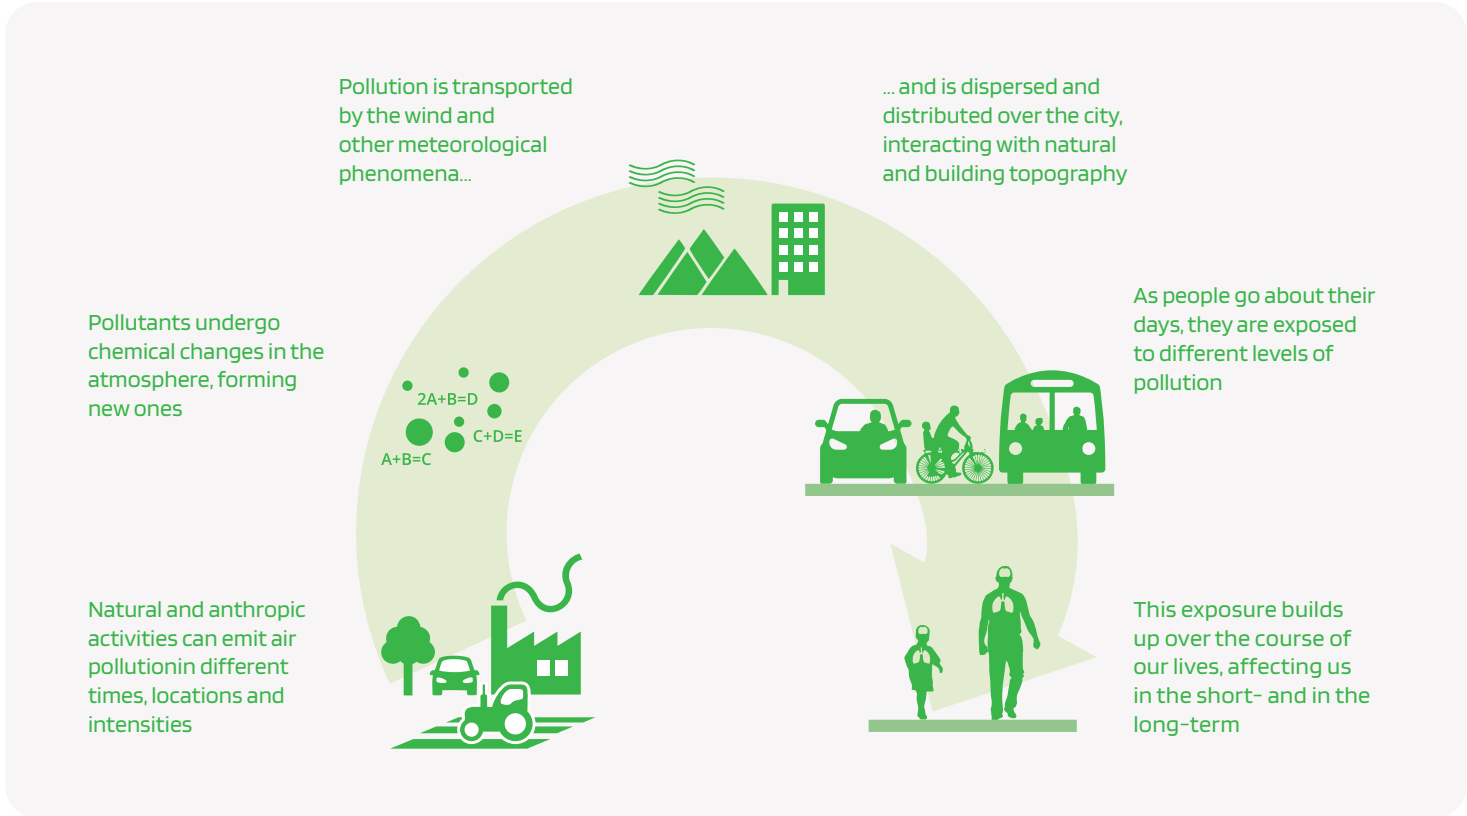 Pollution is transported
by the wind and
other meteorological
phenomena...
... and is dispersed and
distributed over the city,
interacting with natural
and building topography
Pollutants undergo
chemical changes in the
atmosphere, forming
new ones
2A+B=D
C+D=E
A+B=C
As people go about their
days, they are exposed
to different levels of
pollution
Natural and anthropic
activities can emit air
pollutionin different
times, locations and
intensities
This exposure builds
up over the course of
our lives, affecting us
in the short- and in the
long-term